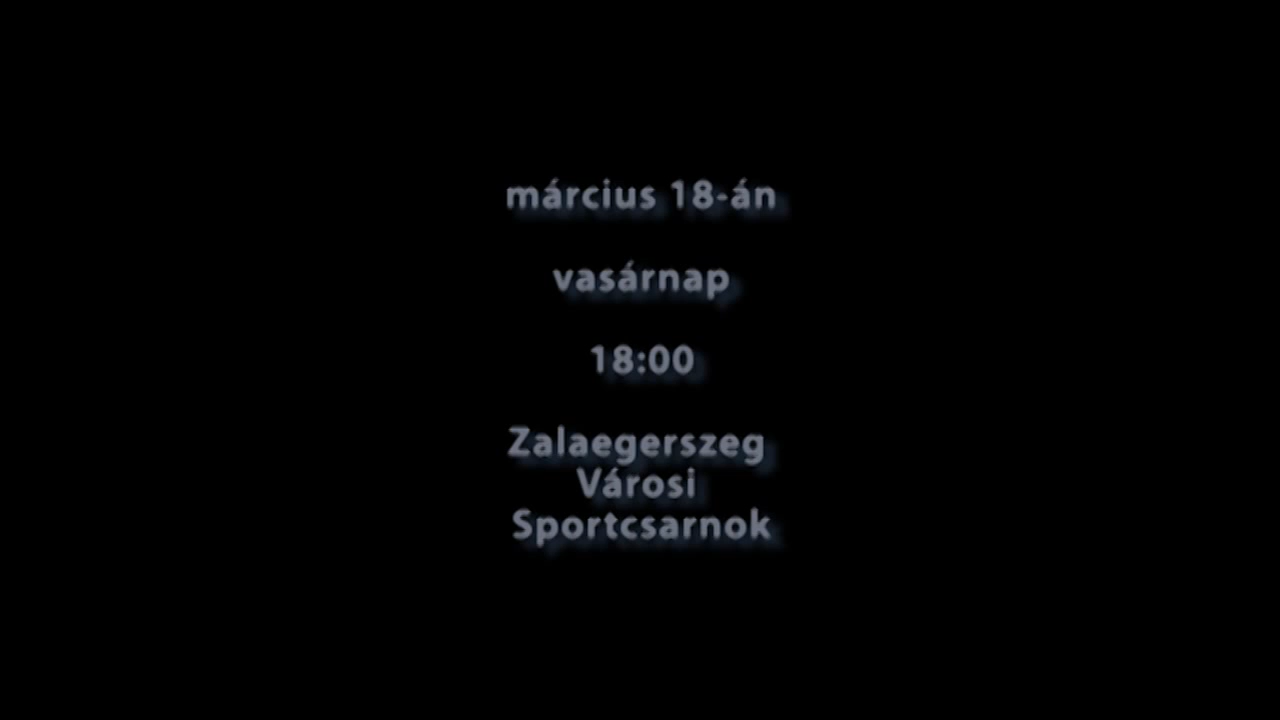 március 18-án
vasárnap
18:00
Zalaegerszeg
Városi
Sportcsarnok